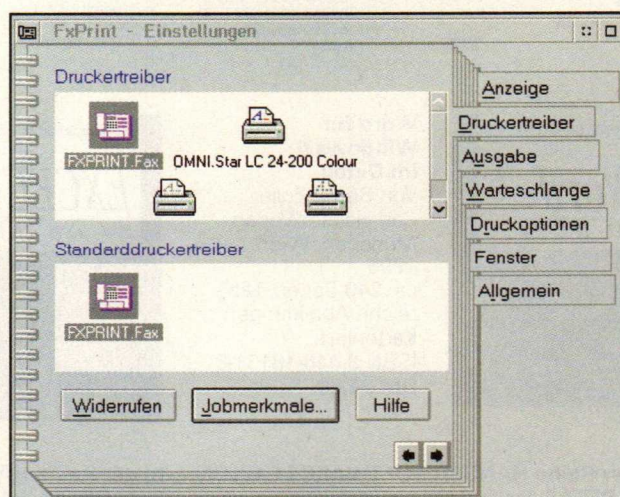 FxPrint - Einstellungen
Druckertreiber
FXPRINT.Fax
OMNI.Star LC 24-200 Colour
Standarddruckertreiber
FXPRINT.Fax
Widerrufen
Jobmerkmale...
Hilfe
Anzeige
Druckertreiber
Ausgabe
Warteschlange
Druckoptionen
Fenster
Allgemein